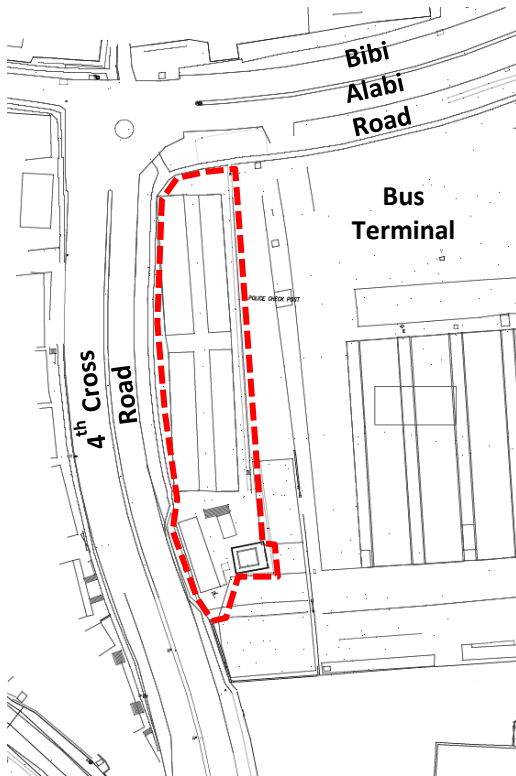 Bibi
Alabi
Road
Bus
Terminal
POLICE CHECK POST
4th Cross
Road